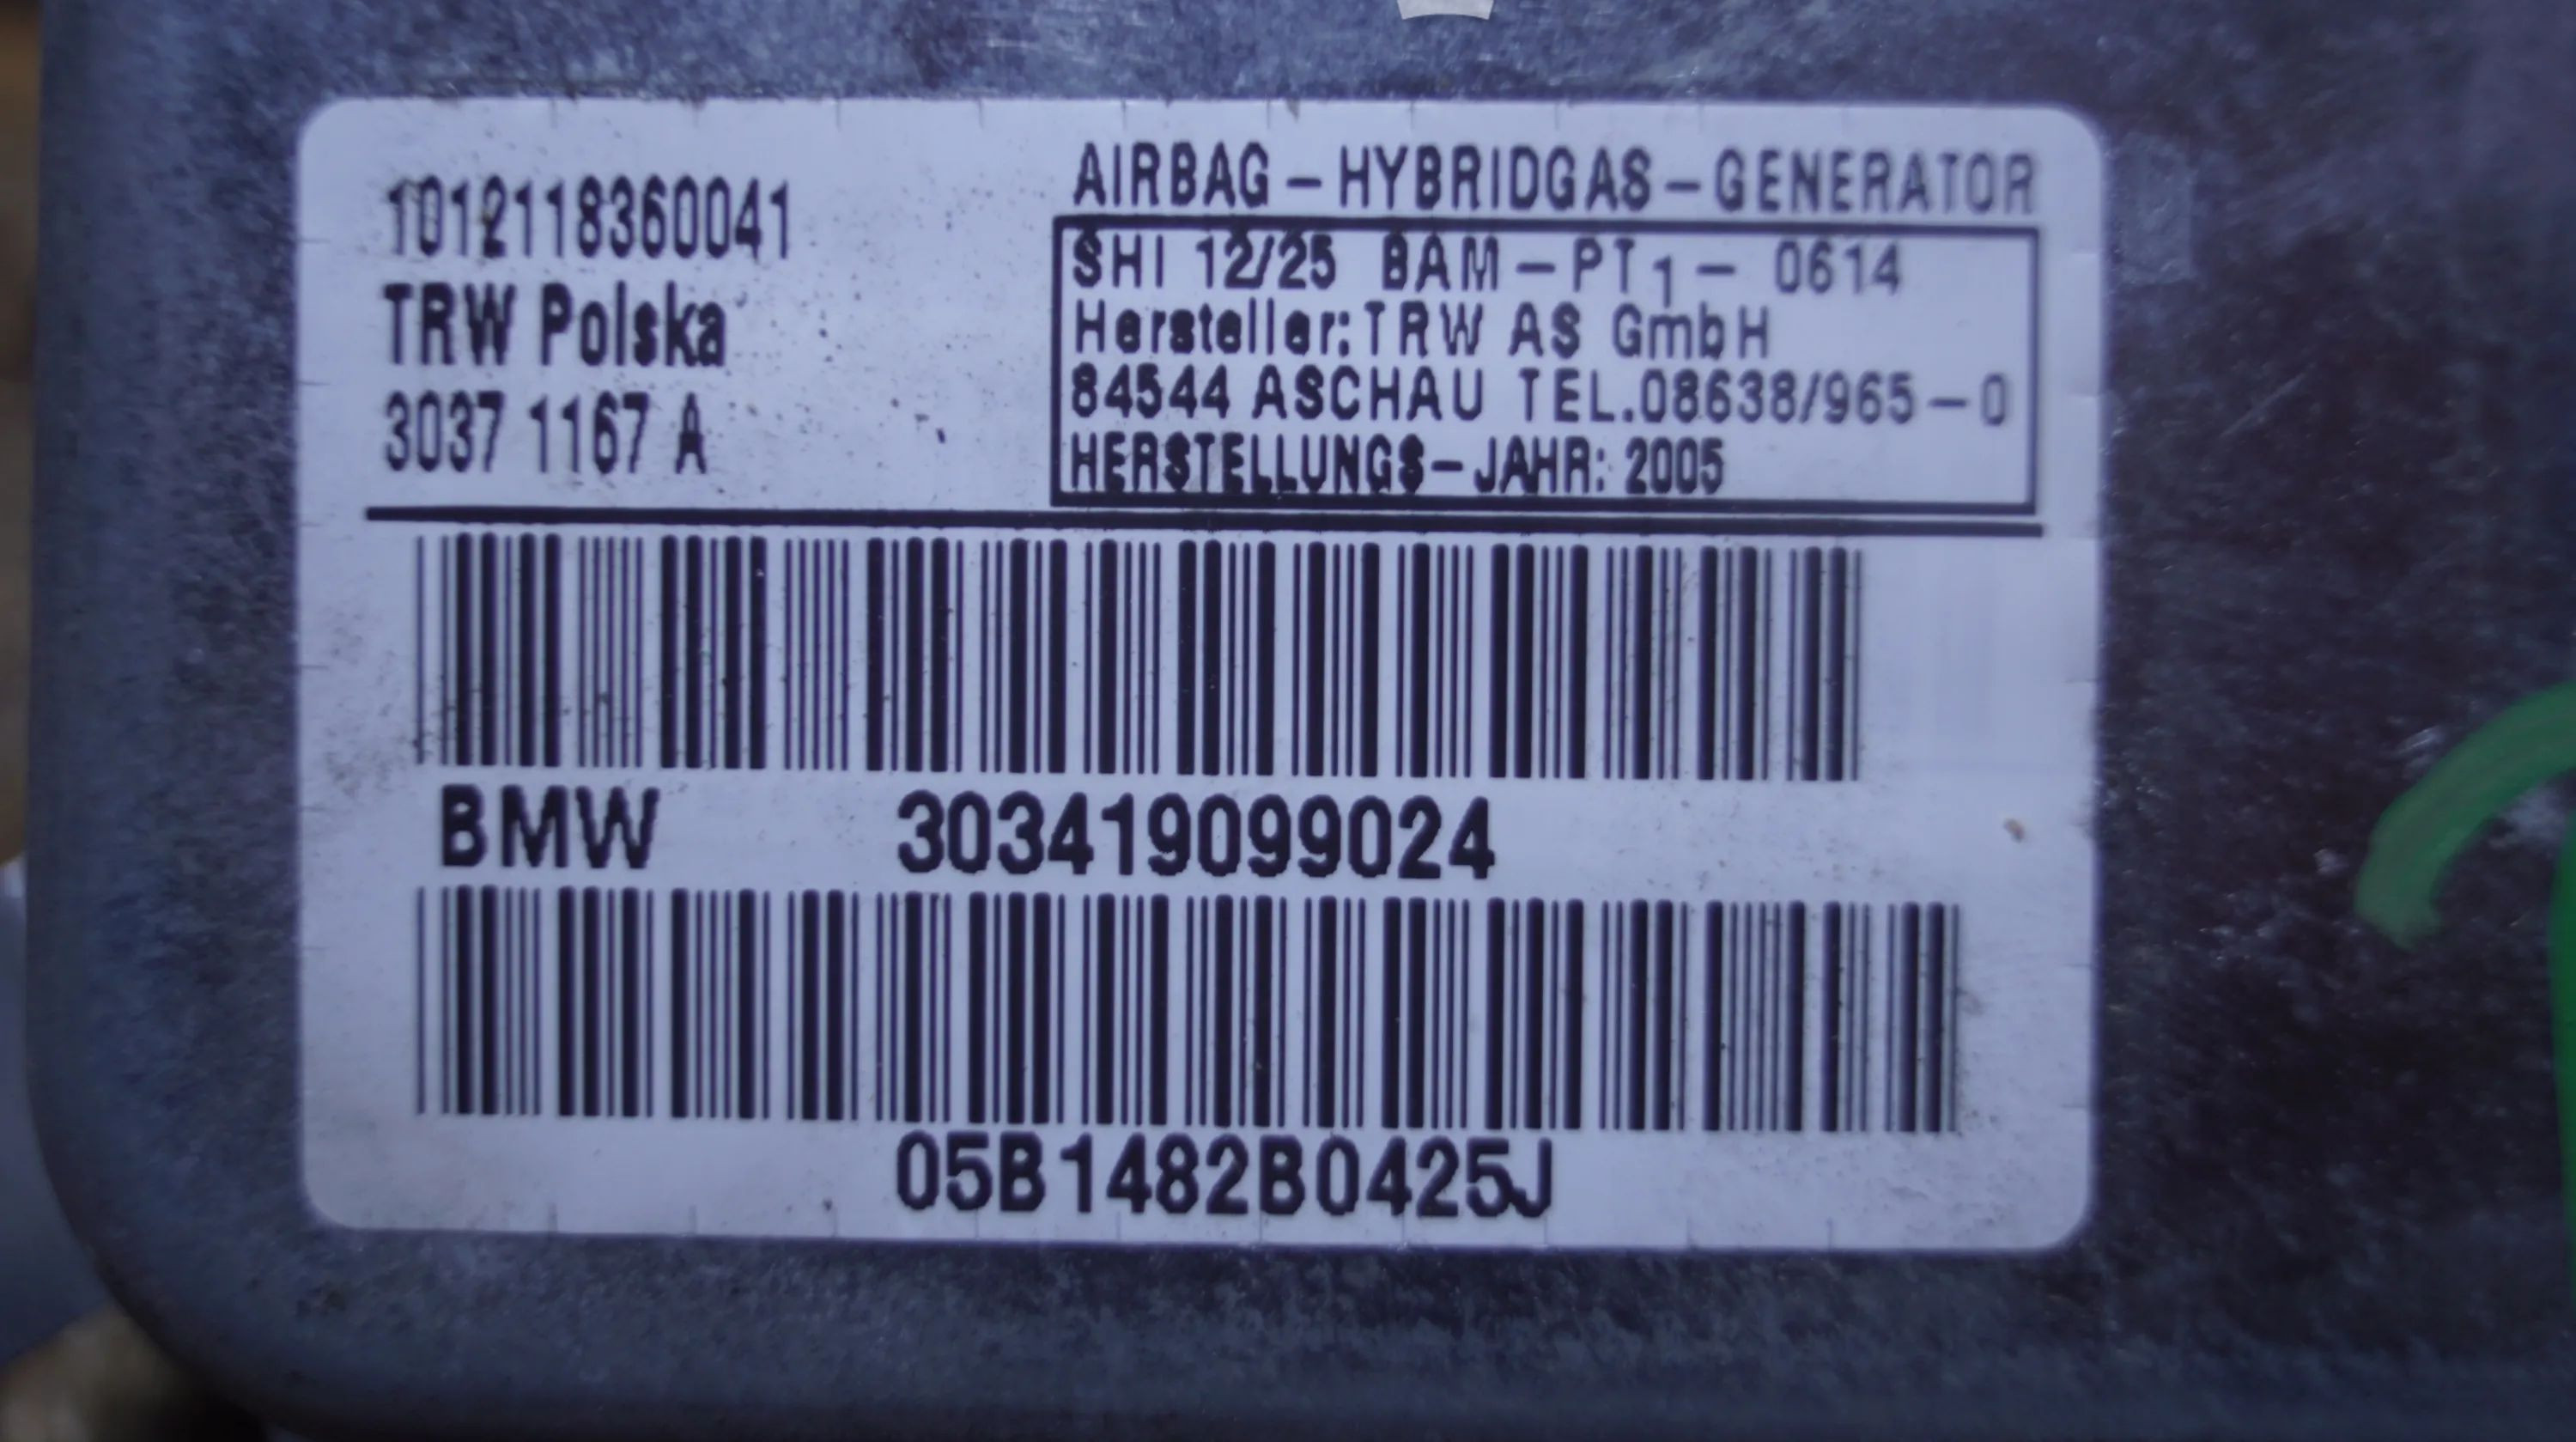 1012118360041
TRW Polska
3037 1167 A
AIRBAG-HYBRIDGAS-GENERATOR
SHI 12/25 BAM-PT1- 0614
Hersteller:TRW AS GmbH
84544 ASCHAU TEL.08638/965-0
HERSTELLUNGS-JAHR: 2005
BMW 303419099024
05B1482B0425J